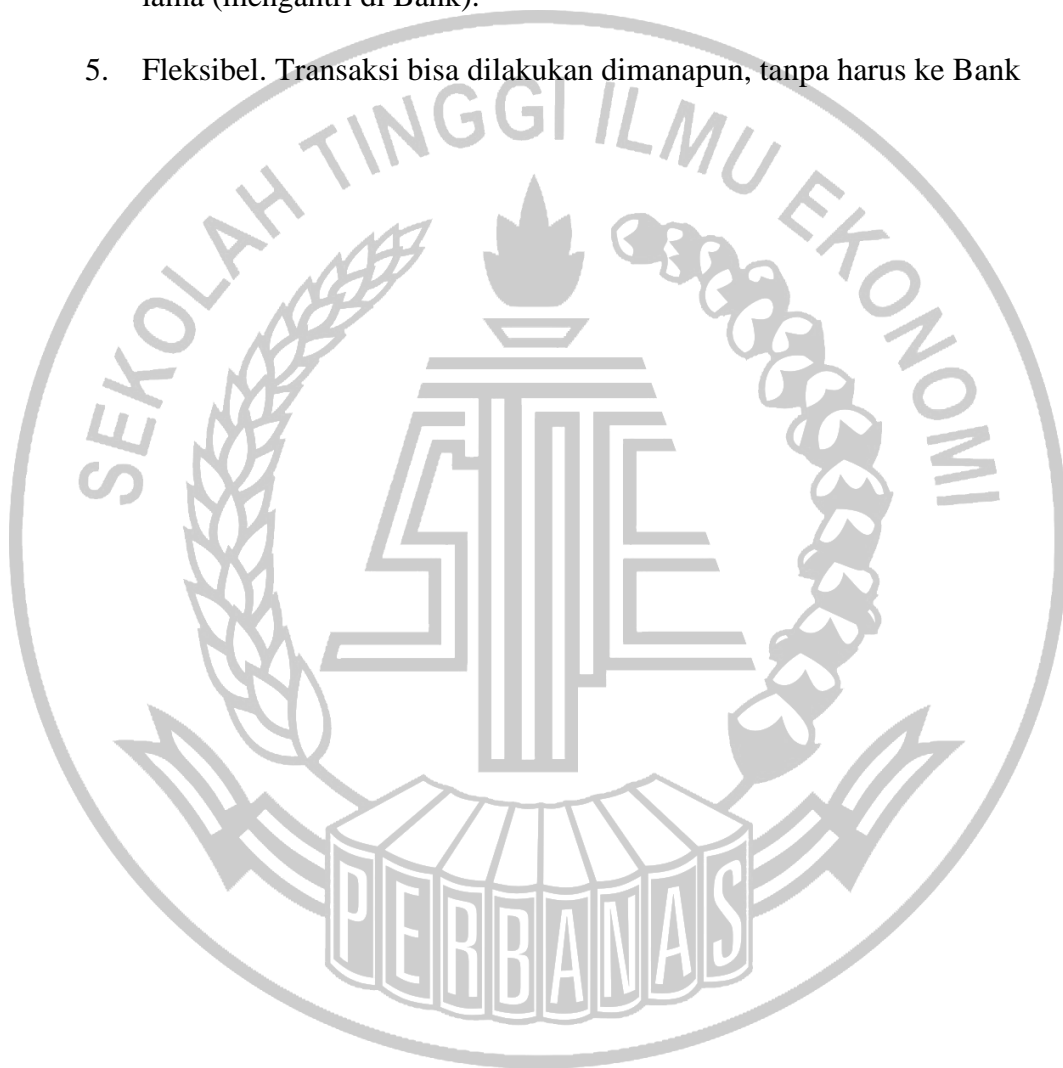 lama (mengantri di Bank).
5. Fleksibel. Transaksi bisa dilakukan dimanapun, tanpa harus ke Bank
SEKOLAH TINGGI ILMU EKONOMI
STIE
PERBANAS